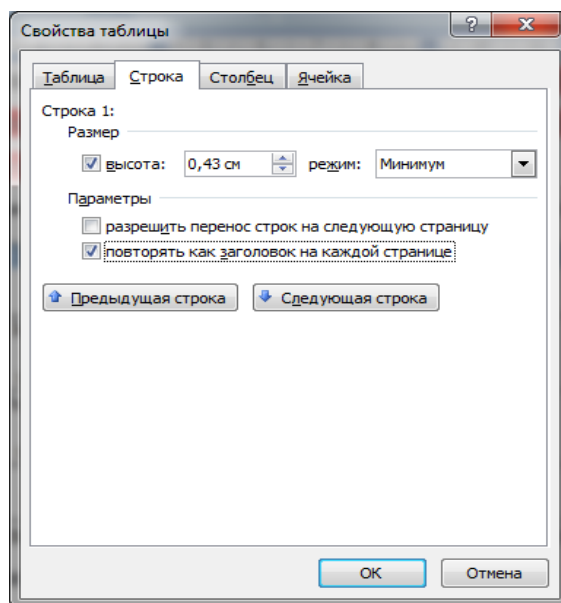 Свойства таблицы
?
X
Таблица Строка Столбец Ячейка
Строка 1:
Размер
высота: 0,43 см режим: Минимум
Параметры
разрешить перенос строк на следующую страницу
повторять как заголовок на каждой странице
Предыдущая строка Следующая строка
ОК Отмена